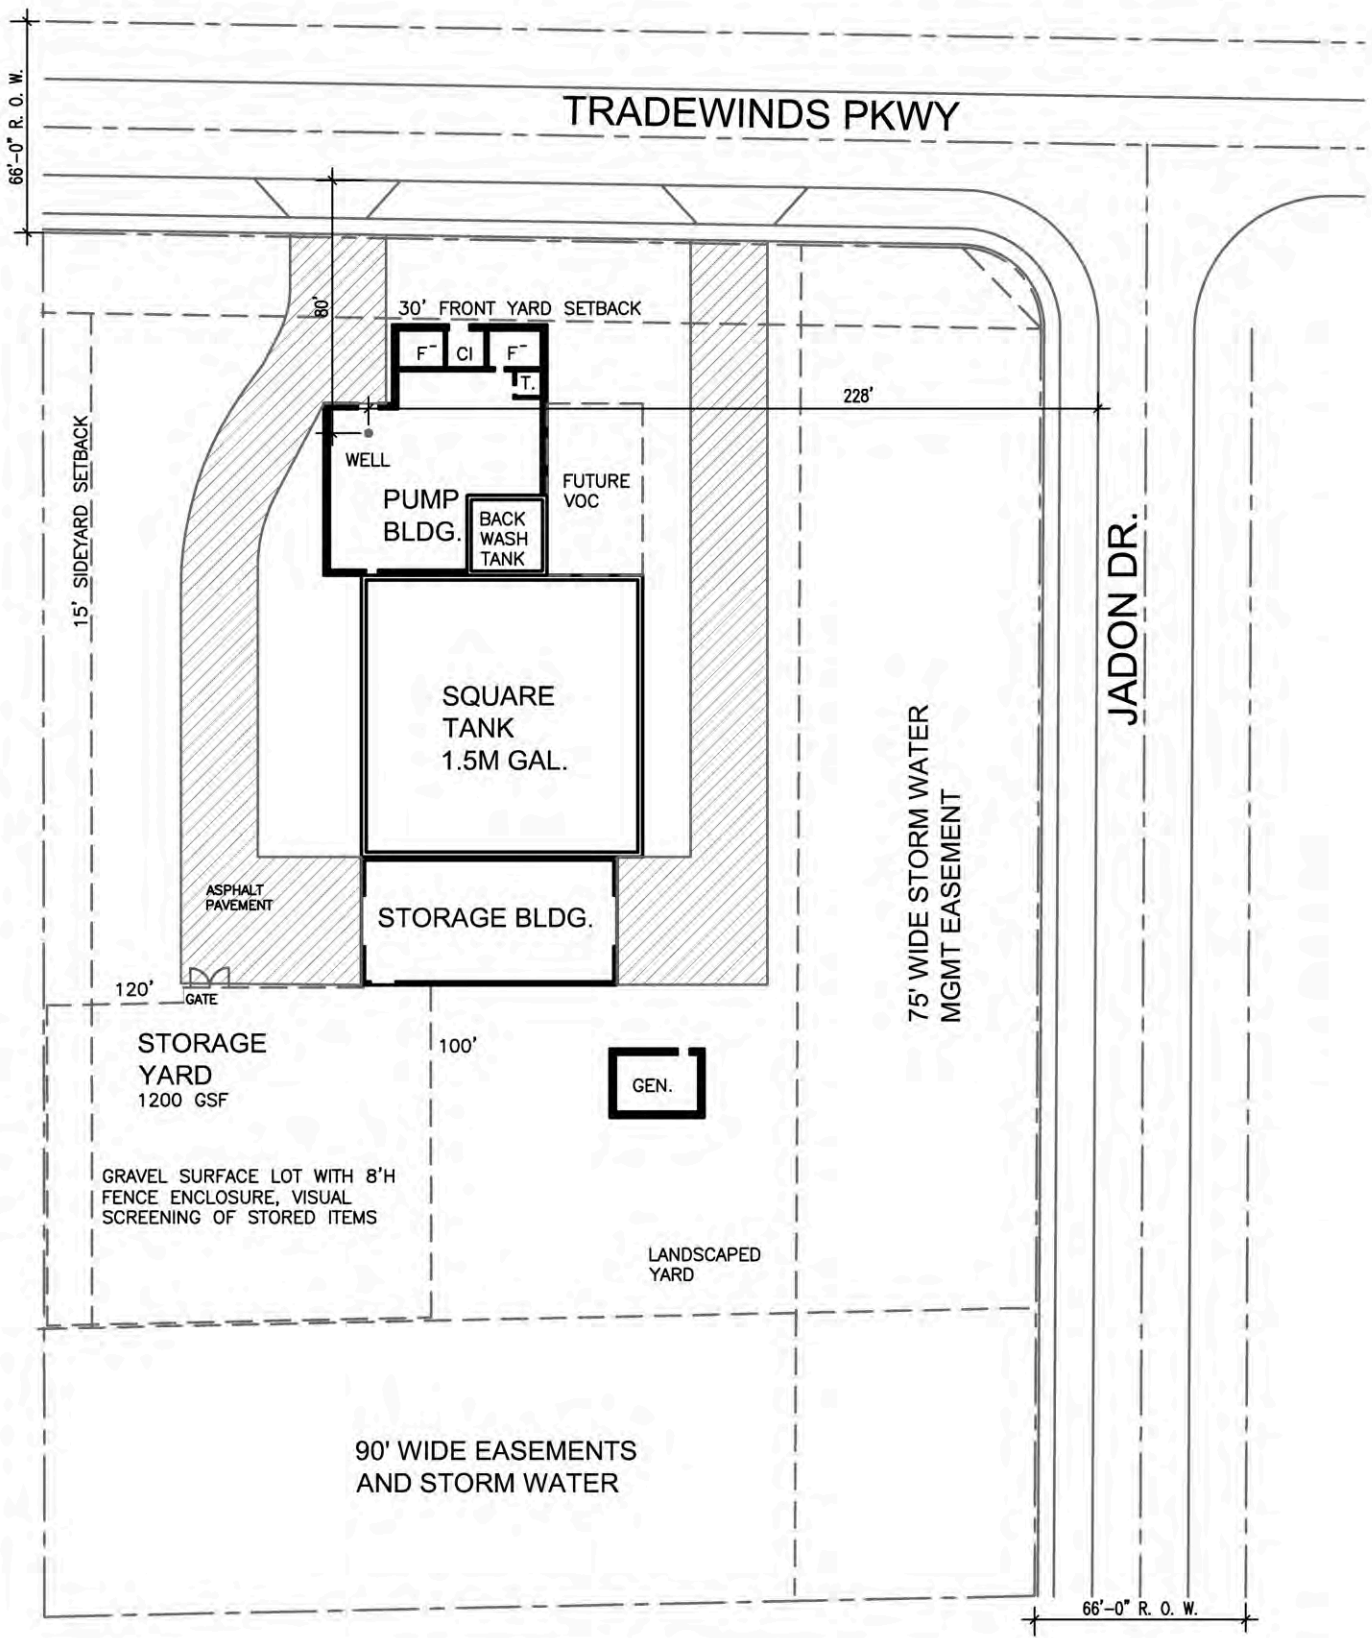 66'-0" R. O. W.
TRADEWINDS PKWY
80'
30' FRONT YARD SETBACK
F⁻
Cl
F⁻
T.
228'
15' SIDEYARD SETBACK
WELL
PUMP
BLDG.
BACK
WASH
TANK
FUTURE
VOC
JADON DR.
SQUARE
TANK
1.5M GAL.
75' WIDE STORM WATER
MGMT EASEMENT
ASPHALT
PAVEMENT
STORAGE BLDG.
120'
GATE
STORAGE
YARD
1200 GSF
100'
GEN.
GRAVEL SURFACE LOT WITH 8'H
FENCE ENCLOSURE, VISUAL
SCREENING OF STORED ITEMS
LANDSCAPED
YARD
90' WIDE EASEMENTS
AND STORM WATER
66'-0" R. O. W.